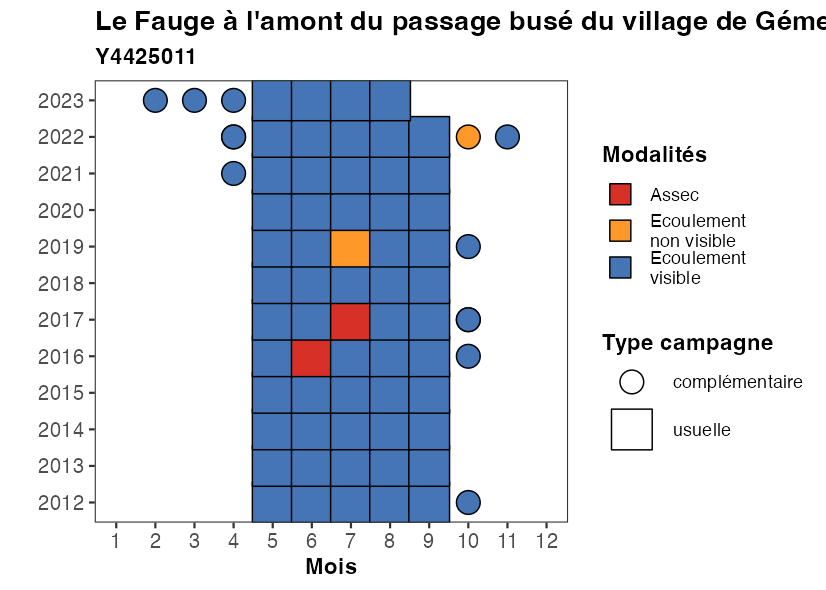 Le Fauge à l'amont du passage busé du village de Géme
Y4425011
2023
2022
2021
2020
2019
2018
2017
2016
2015
2014
2013
2012
1 2 3 4 5 6 7 8 9 10 11 12
Mois
Modalités
Assec
Ecoulement
non visible
Ecoulement
visible
Type campagne
complémentaire
usuelle